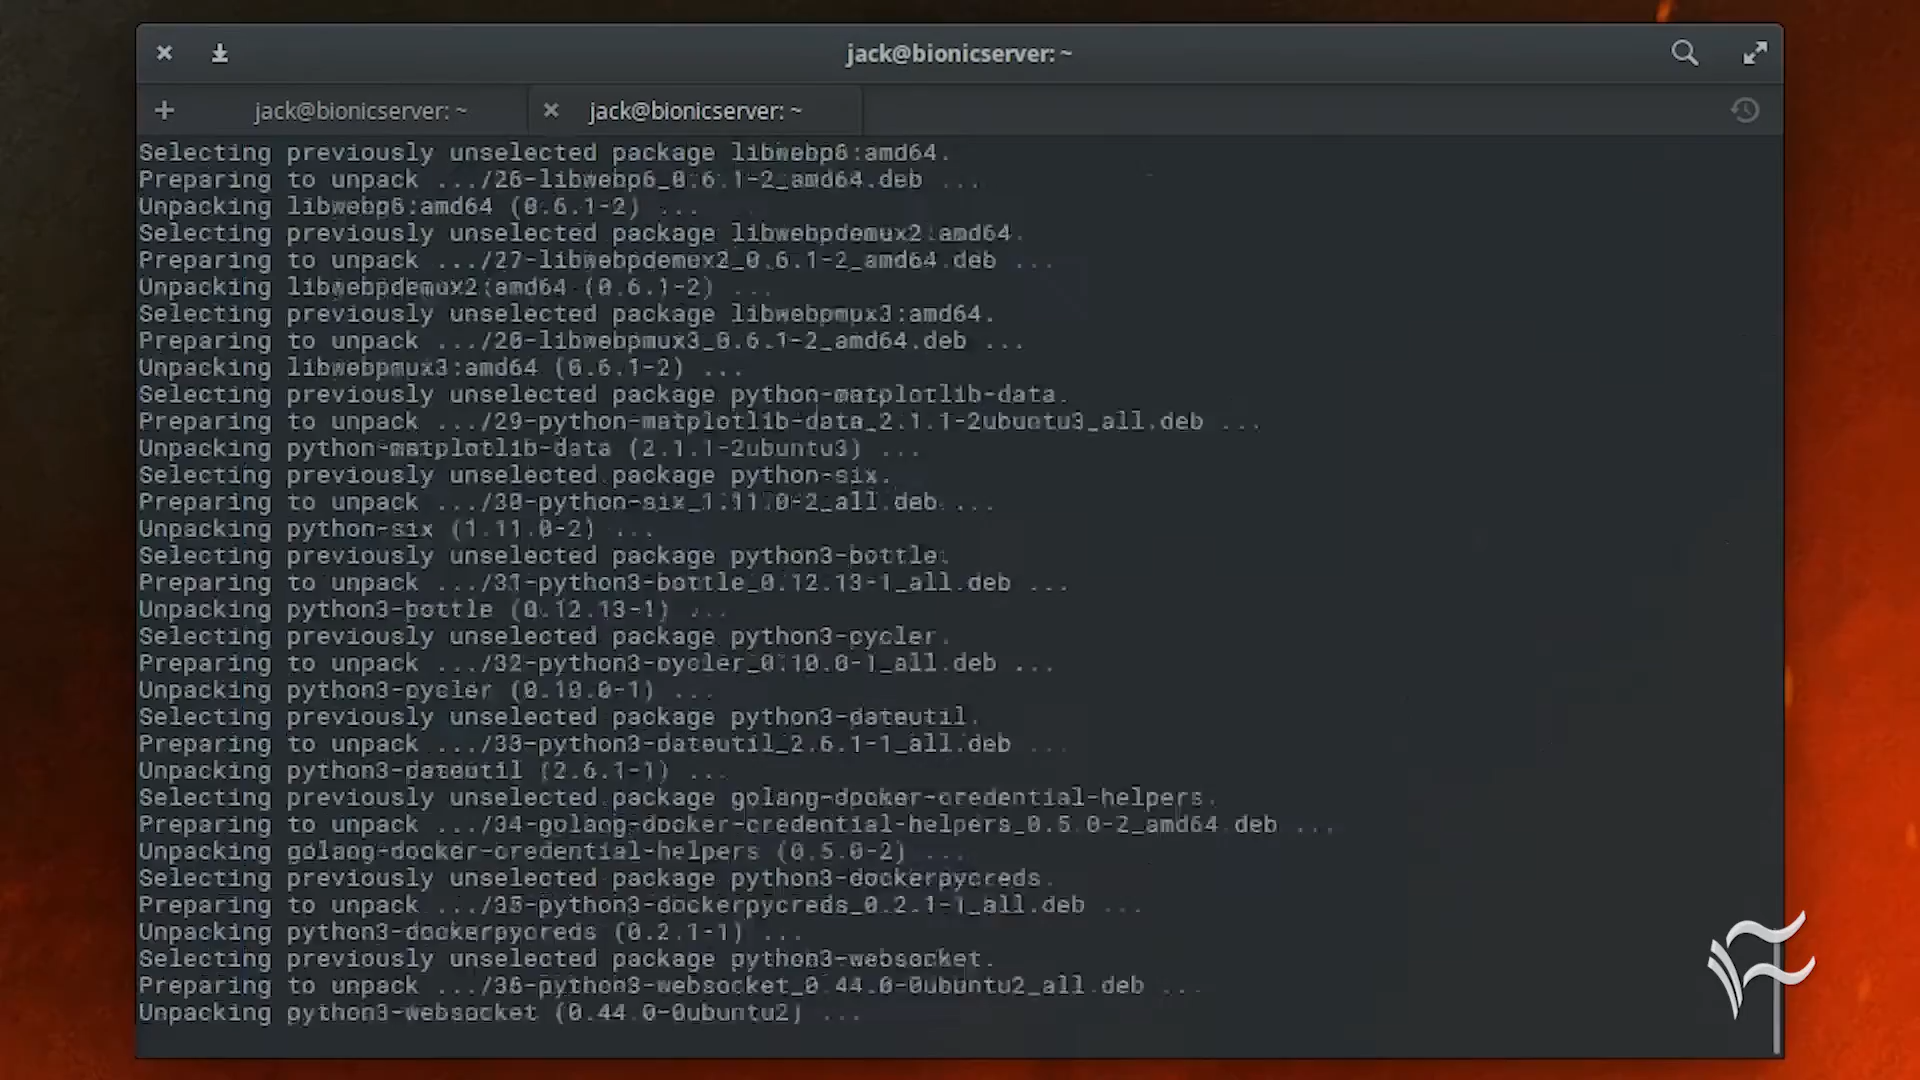 jack@bionicserver: ~
jack@bionicserver: ~
jack@bionicserver: ~
Selecting previously unselected package libwebp6:amd64.
Preparing to unpack .../26-libwebp6_0.6.1-2_amd64.deb ...
Unpacking libwebp6:amd64 (0.6.1-2) ...
Selecting previously unselected package libwebpdemux2:amd64.
Preparing to unpack .../27-libwebpdemux2_0.6.1-2_amd64.deb ...
Unpacking libwebpdemux2:amd64 (0.6.1-2) ...
Selecting previously unselected package libwebpmux3:amd64.
Preparing to unpack .../28-libwebpmux3_0.6.1-2_amd64.deb ...
Unpacking libwebpmux3:amd64 (0.6.1-2) ...
Selecting previously unselected package python-matplotlib-data.
Preparing to unpack .../29-python-matplotlib-data_2.1.1-2ubuntu3_all.deb ...
Unpacking python-matplotlib-data (2.1.1-2ubuntu3) ...
Selecting previously unselected package python-six.
Preparing to unpack .../30-python-six_1.11.0-2_all.deb ...
Unpacking python-six (1.11.0-2) ...
Selecting previously unselected package python3-bottle.
Preparing to unpack .../31-python3-bottle_0.12.13-1_all.deb ...
Unpacking python3-bottle (0.12.13-1) ...
Selecting previously unselected package python3-cycler.
Preparing to unpack .../32-python3-cycler_0.10.0-1_all.deb ...
Unpacking python3-cycler (0.10.0-1) ...
Selecting previously unselected package python3-dateutil.
Preparing to unpack .../33-python3-dateutil_2.6.1-1_all.deb ...
Unpacking python3-dateutil (2.6.1-1) ...
Selecting previously unselected package golang-docker-credential-helpers.
Preparing to unpack .../34-golang-docker-credential-helpers_0.5.0-2_amd64.deb ...
Unpacking golang-docker-credential-helpers (0.5.0-2) ...
Selecting previously unselected package python3-dockerpycreds.
Preparing to unpack .../35-python3-dockerpycreds_0.2.1-1_all.deb ...
Unpacking python3-dockerpycreds (0.2.1-1) ...
Selecting previously unselected package python3-websocket.
Preparing to unpack .../36-python3-websocket_0.44.0-0ubuntu2_all.deb ...
Unpacking python3-websocket (0.44.0-0ubuntu2) ...